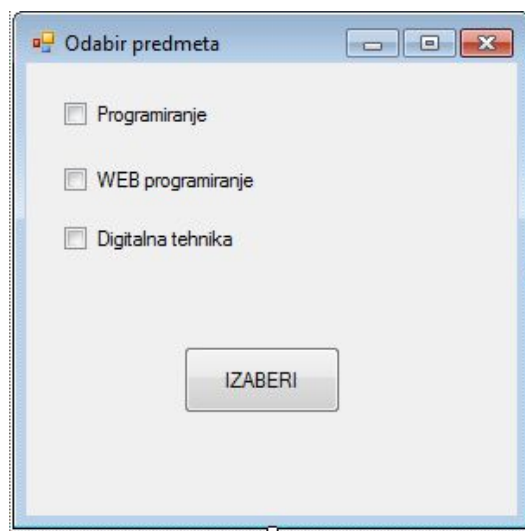 Odabir predmeta
Programiranje
WEB programiranje
Digitalna tehnika
IZABERI